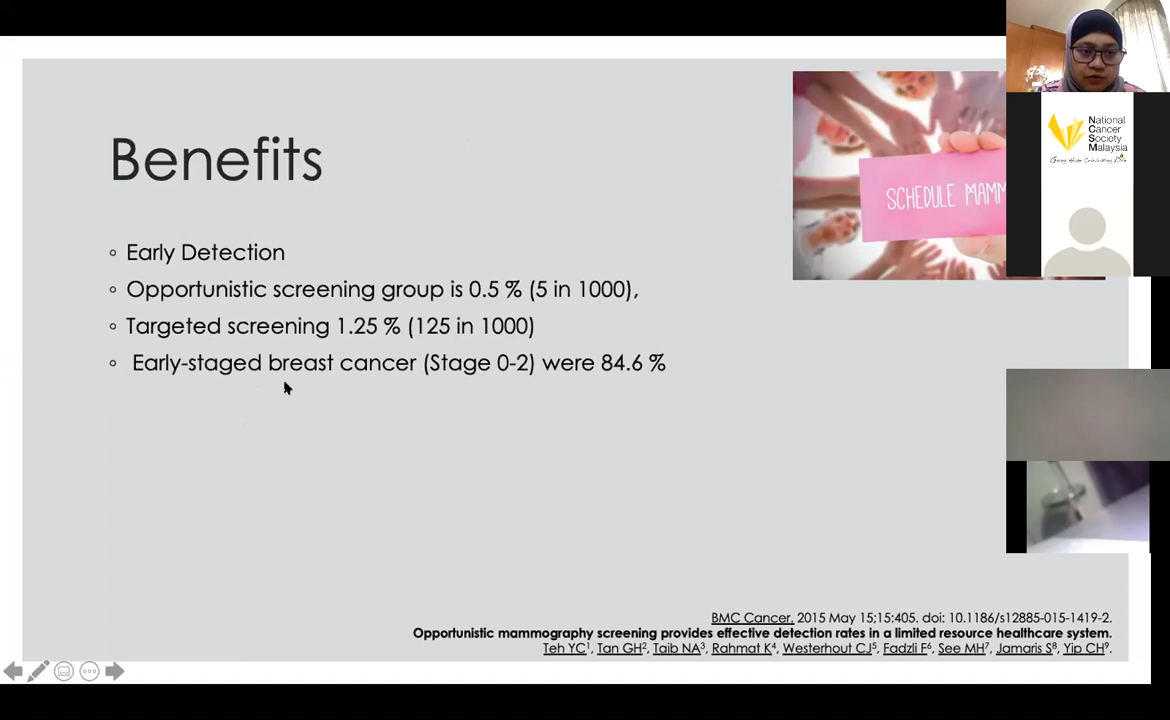 Benefits
SCHEDULE MAMM
National
Cancer
Society
Malaysia
Early Detection
Opportunistic screening group is 0.5 % (5 in 1000),
Targeted screening 1.25 % (125 in 1000)
Early-staged breast cancer (Stage 0-2) were 84.6 %
BMC Cancer. 2015 May 15;15:405. doi: 10.1186/s12885-015-1419-2.
Opportunistic mammography screening provides effective detection rates in a limited resource healthcare system.
Teh YC¹, Tan GH², Taib NA³, Rahmat K⁴, Westerhout CJ⁵, Fadzli F⁶, See MH⁷, Jamaris S⁸, Yip CH⁹.